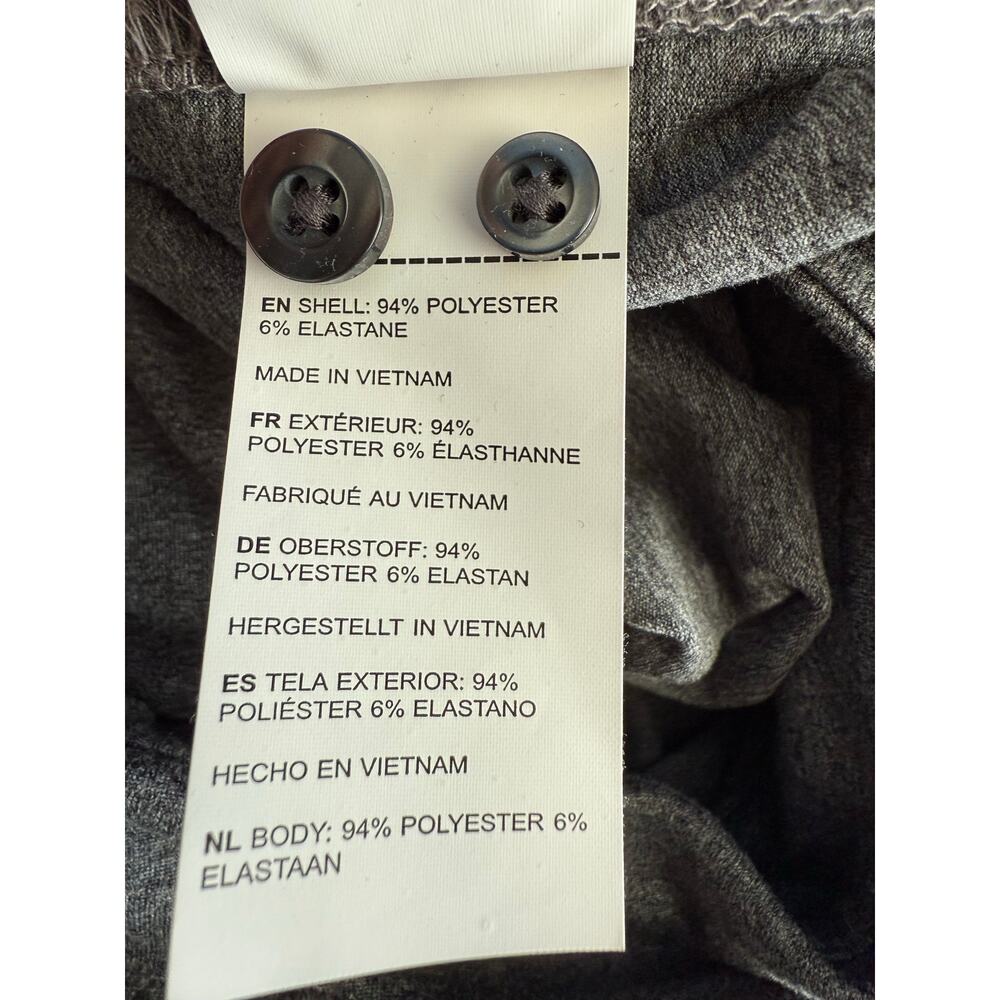 EN SHELL: 94% POLYESTER
6% ELASTANE
MADE IN VIETNAM
FR EXTÉRIEUR: 94%
POLYESTER 6% ÉLASTHANNE
FABRIQUÉ AU VIETNAM
DE OBERSTOFF: 94%
POLYESTER 6% ELASTAN
HERGESTELLT IN VIETNAM
ES TELA EXTERIOR: 94%
POLIÉSTER 6% ELASTANO
HECHO EN VIETNAM
NL BODY: 94% POLYESTER 6%
ELASTAAN